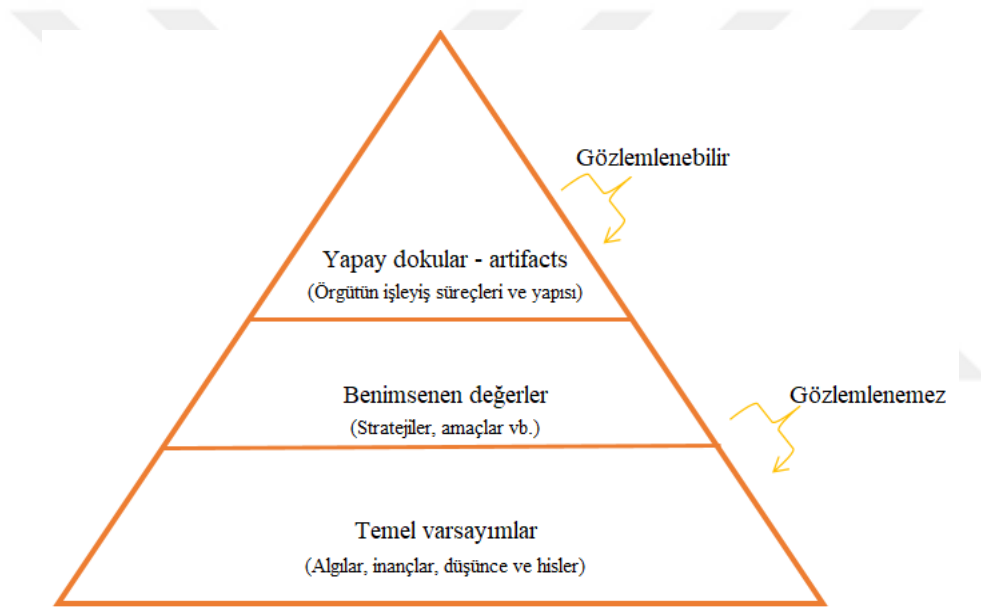 Gözlemlenebilir
Yapay dokular - artifacts
(Örgütün işleyiş süreçleri ve yapısı)
Benimsenen değerler
Gözlemlenemez
(Stratejiler, amaçlar vb.)
Temel varsayımlar
(Algılar, inançlar, düşünce ve hisler)